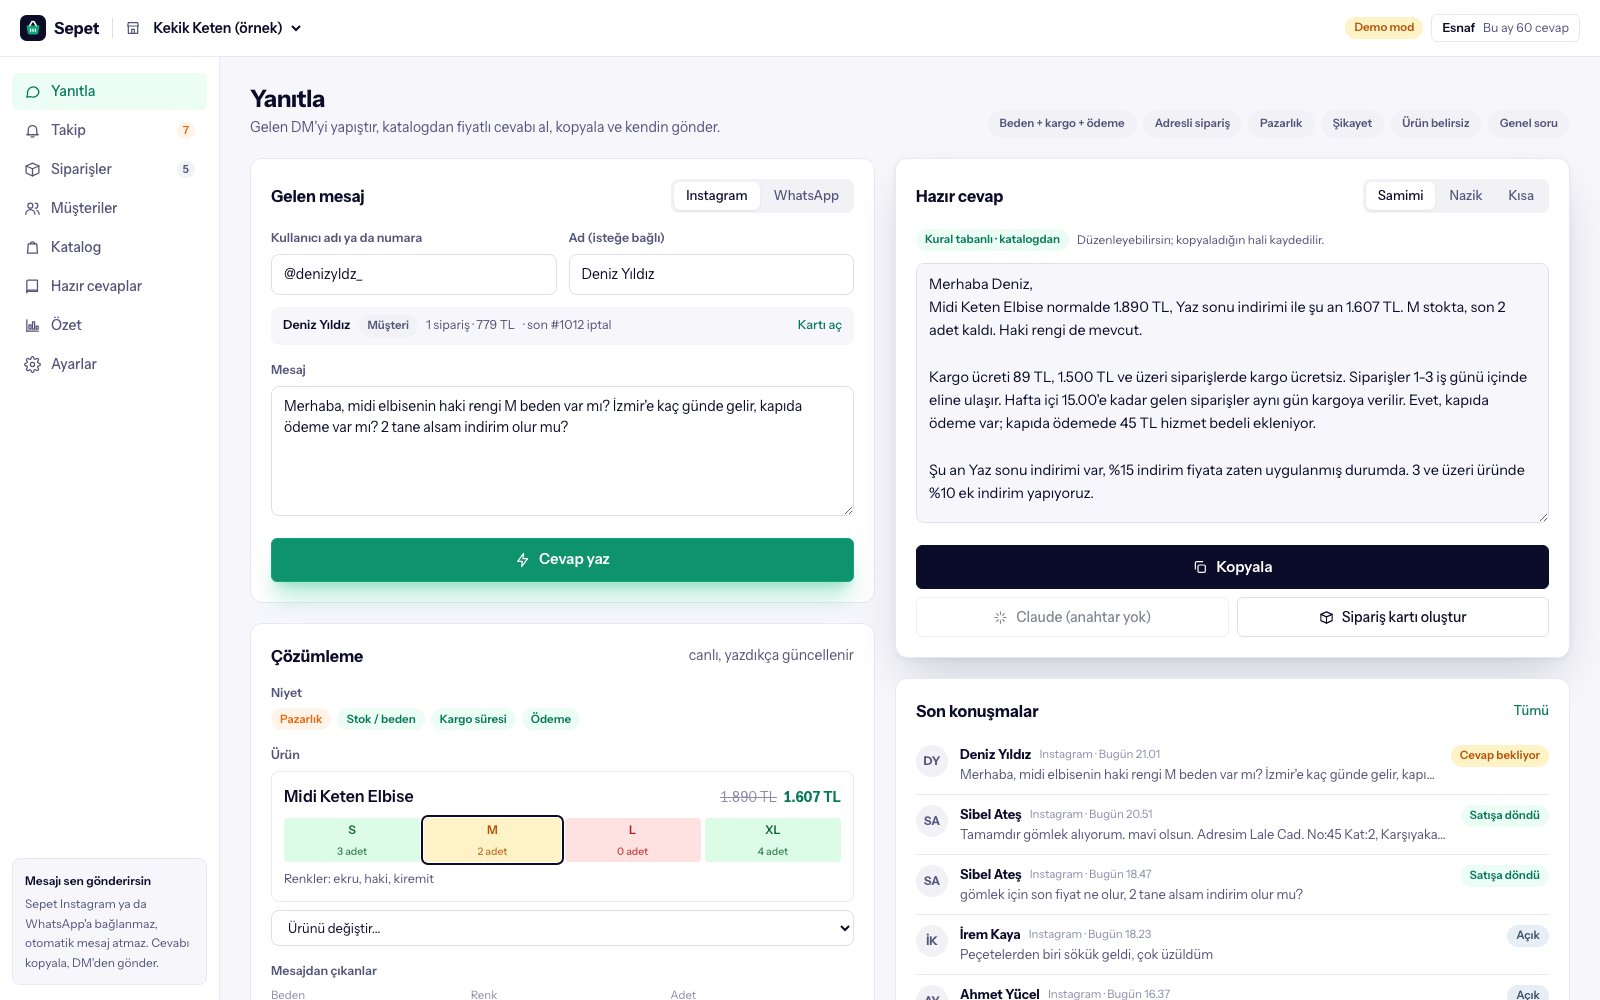 Sepet
Kekik Keten (örnek)
Demo mod
Esnaf Bu ay 60 cevap
Yanıtla
Takip 7
Siparişler 5
Müşteriler
Katalog
Hazır cevaplar
Özet
Ayarlar
Mesajı sen gönderirsin
Sepet Instagram ya da
WhatsApp'a bağlanmaz,
otomatik mesaj atmaz. Cevabı
kopyala, DM'den gönder.
Yanıtla
Gelen DM'yi yapıştır, katalogdan fiyatlı cevabı al, kopyala ve kendin gönder.
Beden + kargo + ödeme
Adresli sipariş
Pazarlık
Şikayet
Ürün belirsiz
Genel soru
Gelen mesaj
Instagram
WhatsApp
Kullanıcı adı ya da numara
Ad (isteğe bağlı)
@denizyldz_
Deniz Yıldız
Deniz Yıldız Müşteri 1 sipariş · 779 TL · son #1012 iptal Kartı aç
Mesaj
Merhaba, midi elbisenin haki rengi M beden var mı? İzmir'e kaç günde gelir, kapıda
ödeme var mı? 2 tane alsam indirim olur mu?
Cevap yaz
Çözümleme
canlı, yazdıkça güncellenir
Niyet
Pazarlık
Stok / beden
Kargo süresi
Ödeme
Ürün
Midi Keten Elbise
1.890 TL 1.607 TL
S M L XL
3 adet 2 adet 0 adet 4 adet
Renkler: ekru, haki, kiremit
Ürünü değiştir...
Mesajdan çıkanlar
Beden Renk Adet
Hazır cevap
Samimi
Nazik
Kısa
Kural tabanlı · katalogdan
Düzenleyebilirsin; kopyaladığın hali kaydedilir.
Merhaba Deniz,
Midi Keten Elbise normalde 1.890 TL, Yaz sonu indirimi ile şu an 1.607 TL. M stokta, son 2
adet kaldı. Haki rengi de mevcut.
Kargo ücreti 89 TL, 1.500 TL ve üzeri siparişlerde kargo ücretsiz. Siparişler 1-3 iş günü içinde
eline ulaşır. Hafta içi 15.00'e kadar gelen siparişler aynı gün kargoya verilir. Evet, kapıda
ödeme var; kapıda ödemede 45 TL hizmet bedeli ekleniyor.
Şu an Yaz sonu indirimi var, %15 indirim fiyata zaten uygulanmış durumda. 3 ve üzeri üründe
%10 ek indirim yapıyoruz.
Kopyala
Claude (anahtar yok)
Sipariş kartı oluştur
Son konuşmalar
Tümü
DY Deniz Yıldız Instagram · Bugün 21.01 Cevap bekliyor
Merhaba, midi elbisenin haki rengi M beden var mı? İzmir'e kaç günde gelir, kapı...
SA Sibel Ateş Instagram · Bugün 20.51 Satışa döndü
Tamamdır gömlek alıyorum. mavi olsun. Adresim Lale Cad. No:45 Kat:2, Karşıyaka...
SA Sibel Ateş Instagram · Bugün 18.47 Satışa döndü
gömlek için son fiyat ne olur, 2 tane alsam indirim olur mu?
İK İrem Kaya Instagram · Bugün 18.23 Açık
Peçetelerden biri sökük geldi, çok üzüldüm
AY Ahmet Yücel Instagram · Bugün 16.37 Açık